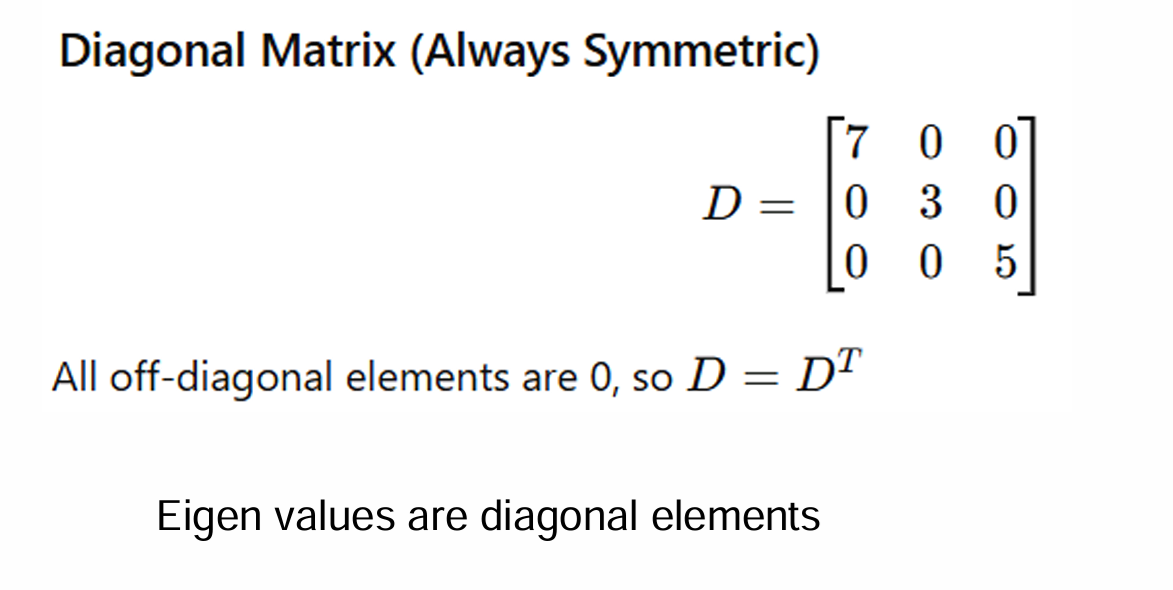 Diagonal Matrix (Always Symmetric)
D = [7 0 0
0 3 0
0 0 5]
All off-diagonal elements are 0, so D = Dᵀ
Eigen values are diagonal elements